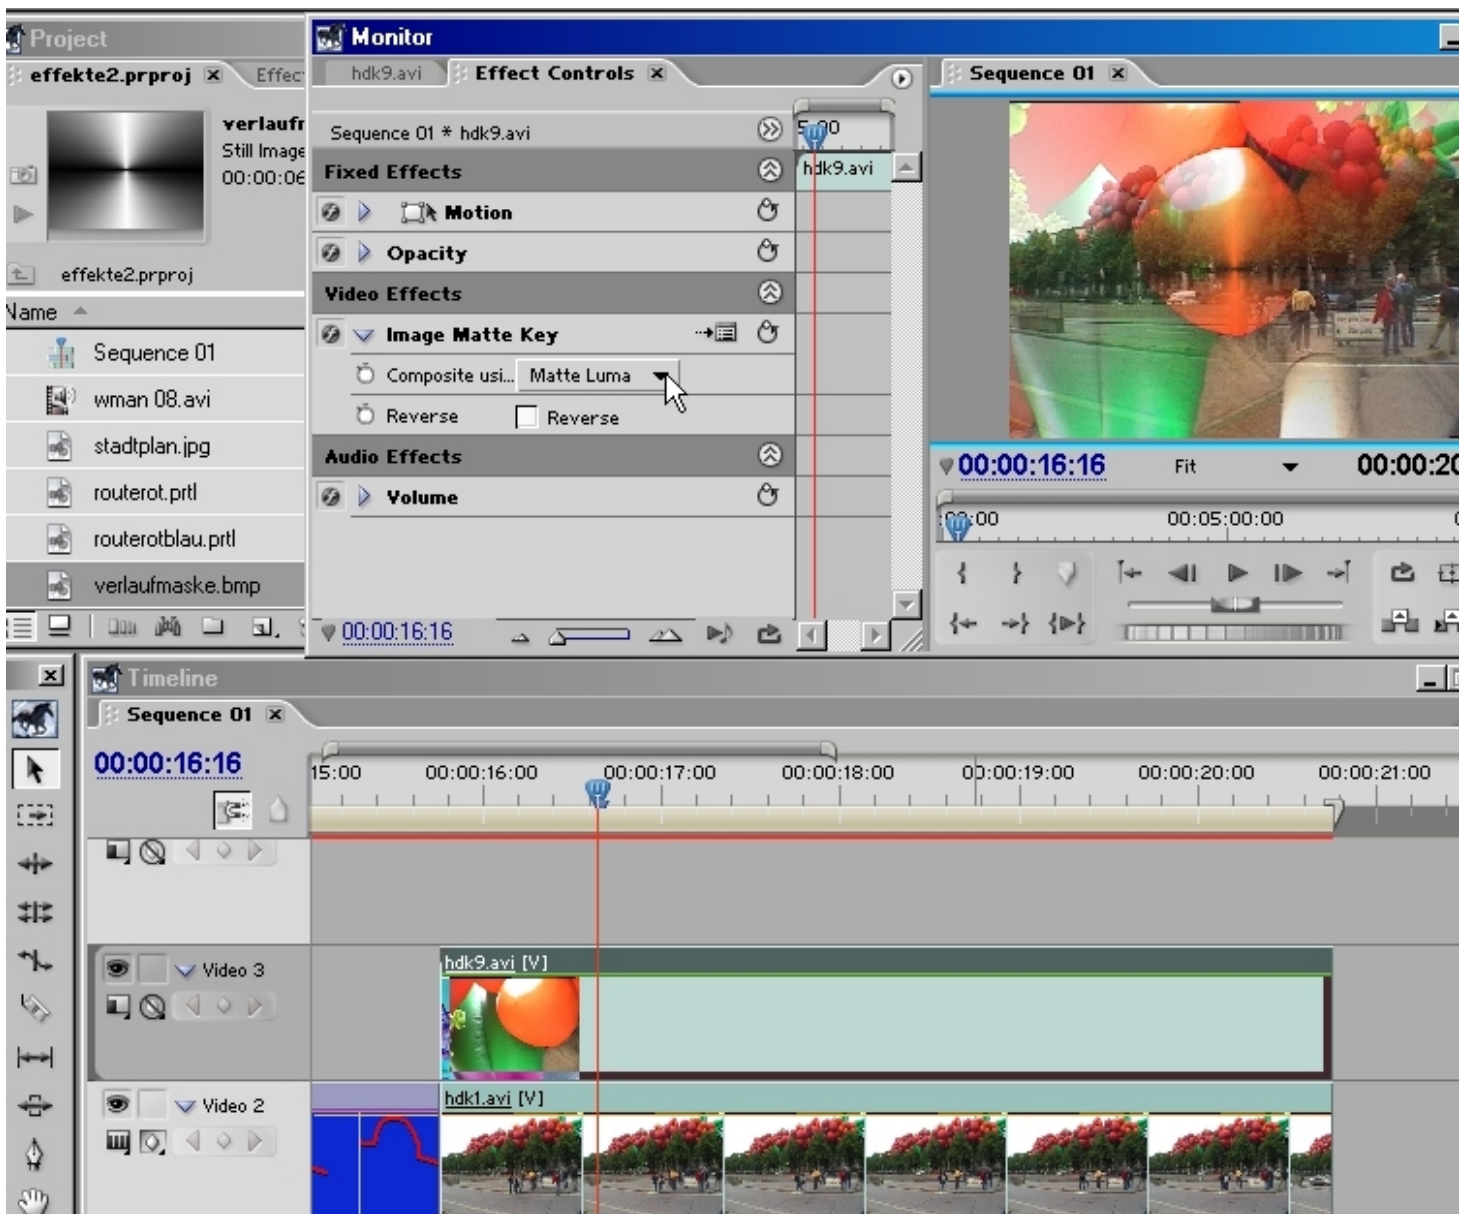 Project
effekte2.prproj
Effec
verlaufr
Still Image
00:00:06
effekte2.prproj
Name
Sequence 01
wman 08.avi
stadtplan.jpg
routerot.prtl
routerotblau.prtl
verlaufmaske.bmp
Monitor
hdk9.avi
Effect Controls
Sequence 01 * hdk9.avi
hdk9.avi
Fixed Effects
Motion
Opacity
Video Effects
Image Matte Key
Composite usi... Matte Luma
Reverse Reverse
Audio Effects
Volume
00:00:16:16
Sequence 01
00:00:16:16 Fit 00:00:20
:00:00 00:05:00:00
Timeline
Sequence 01
00:00:16:16
15:00 00:00:16:00 00:00:17:00 00:00:18:00 00:00:19:00 00:00:20:00 00:00:21:00
Video 3
hdk9.avi [V]
Video 2
hdk1.avi [V]